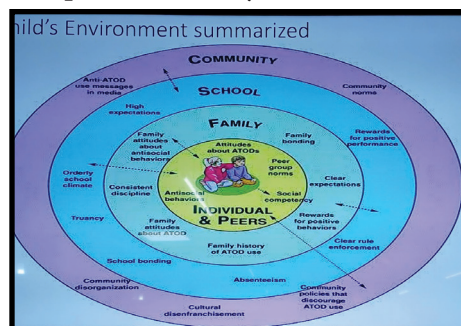 hild's Environment summarized
COMMUNITY
Anti-ATOD
use messages
in media
Community
norms
SCHOOL
High
expectations
Rewards
for positive
performance
FAMILY
Family
attitudes
about
antisocial
behaviors
Family
bonding
Attitudes
about ATODs
Peer
group
norms
Orderly
school
climate
Consistent
discipline
Clear
expectations
Antisocial
behaviors
Social
competency
INDIVIDUAL
& PEERS
Truancy
Family
attitudes
about ATOD
Rewards
for positive
behaviors
Family history
of ATOD use
Clear rule
enforcement
School bonding
Absenteeism
Community
disorganization
Community
policies that
discourage
ATOD use
Cultural
disenfranchisement